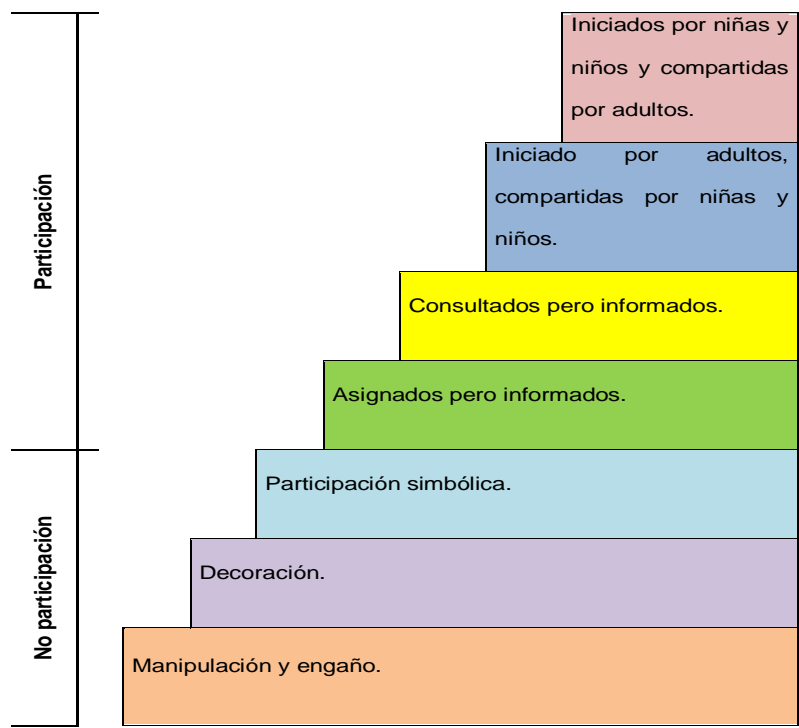 Iniciados por niñas y
niños y compartidas
por adultos.
Iniciado por adultos,
compartidas por niñas y
niños.
Consultados pero informados.
Asignados pero informados.
Participación simbólica.
Decoración.
Manipulación y engaño.
Participación
No participación